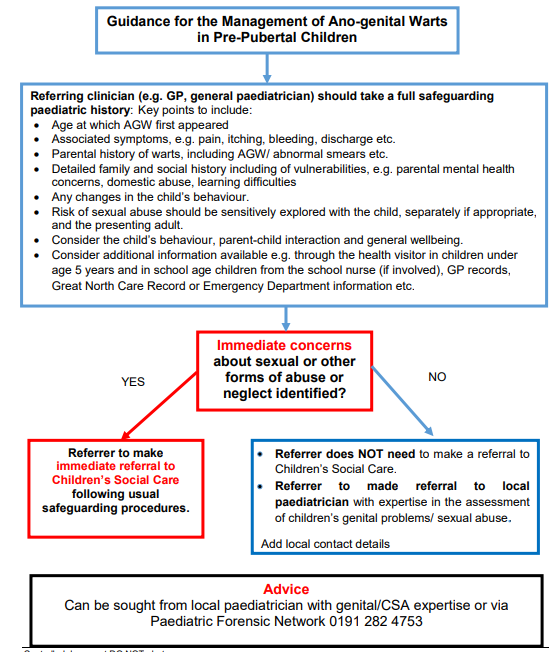 Guidance for the Management of Ano-genital Warts
in Pre-Pubertal Children
Referring clinician (e.g. GP, general paediatrician) should take a full safeguarding
paediatric history: Key points to include:
• Age at which AGW first appeared
• Associated symptoms, e.g. pain, itching, bleeding, discharge etc.
• Parental history of warts, including AGW/ abnormal smears etc.
• Detailed family and social history including of vulnerabilities, e.g. parental mental health
concerns, domestic abuse, learning difficulties
• Any changes in the child's behaviour.
• Risk of sexual abuse should be sensitively explored with the child, separately if appropriate,
and the presenting adult.
• Consider the child's behaviour, parent-child interaction and general wellbeing.
• Consider additional information available e.g. through the health visitor in children under
age 5 years and in school age children from the school nurse (if involved), GP records,
Great North Care Record or Emergency Department information etc.
Immediate concerns
about sexual or other
forms of abuse or
neglect identified?
YES
NO
Referrer to make
immediate referral to
Children's Social Care
following usual
safeguarding procedures.
• Referrer does NOT need to make a referral to
Children's Social Care.
• Referrer to made referral to local
paediatrician with expertise in the assessment
of children's genital problems/ sexual abuse.
Add local contact details
Advice
Can be sought from local paediatrician with genital/CSA expertise or via
Paediatric Forensic Network 0191 282 4753